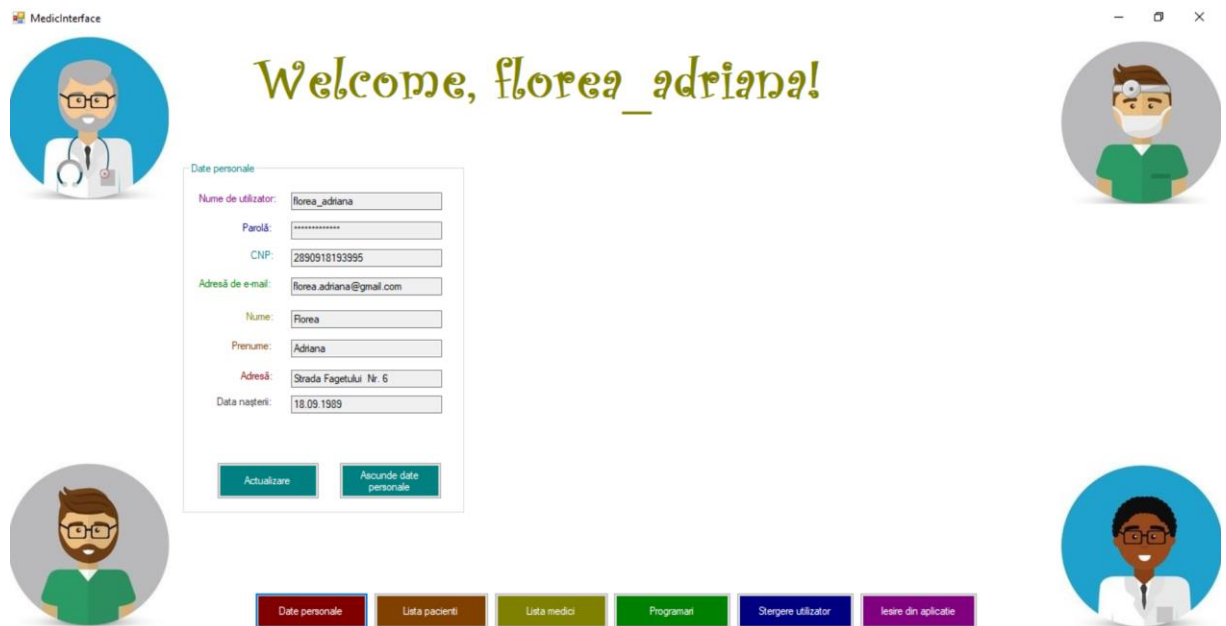 MedicInterface
Welcome, florea_adriana!
Date personale
Nume de utilizator: florea_adriana
Parolă: *************
CNP: 2890918193995
Adresă de e-mail: florea.adriana@gmail.com
Nume: Florea
Prenume: Adriana
Adresă: Strada Fagetului Nr. 6
Data nașterii: 18.09.1989
Actualizare
Ascunde date
personale
Date personale
Lista pacienti
Lista medici
Programari
Stergere utilizator
Iesire din aplicatie